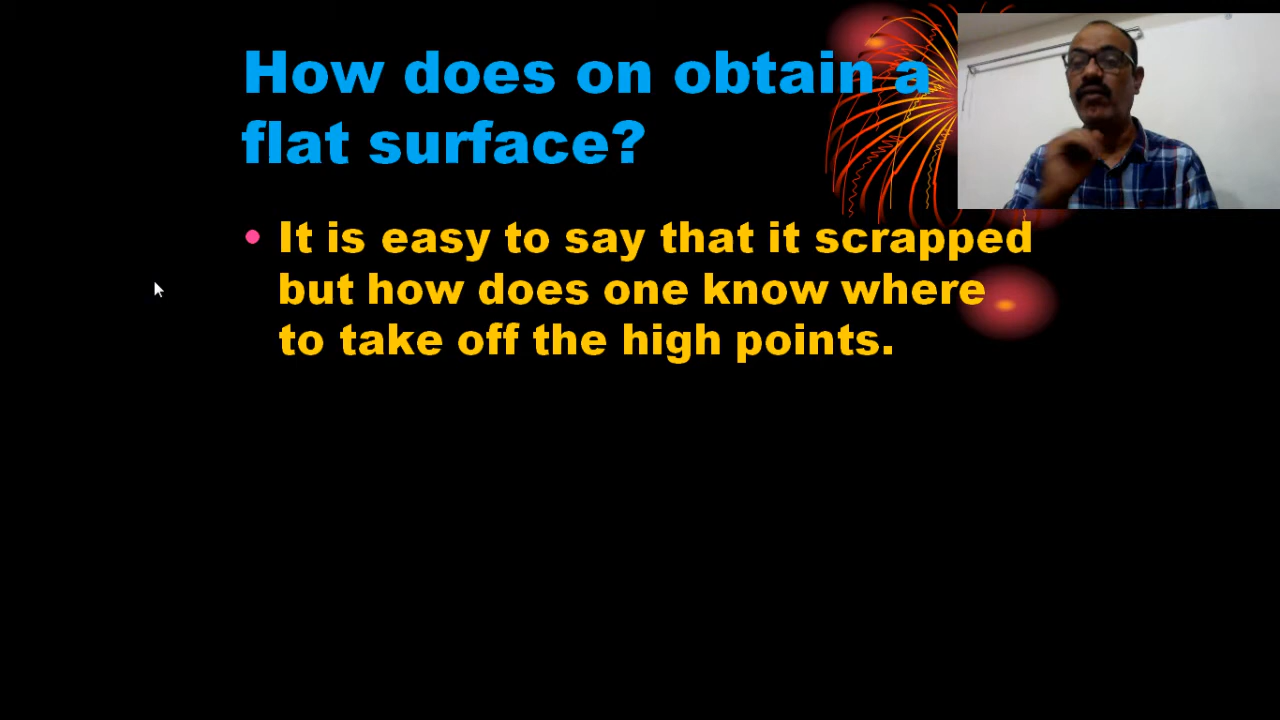 How does on obtain a
flat surface?
• It is easy to say that it scrapped
but how does one know where
to take off the high points.